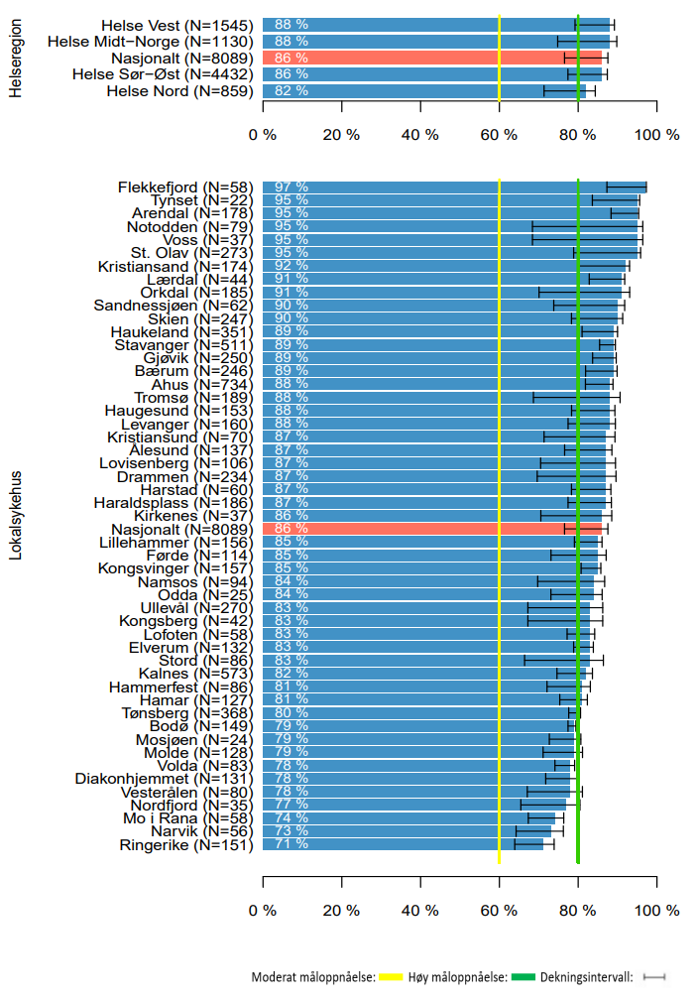 Helseregion
Helse Vest (N=1545) 88 %
Helse Midt−Norge (N=1130) 88 %
Nasjonalt (N=8089) 86 %
Helse Sør−Øst (N=4432) 86 %
Helse Nord (N=859) 82 %
0 % 20 % 40 % 60 % 80 % 100 %
Lokalsykehus
Flekkefjord (N=58) 97 %
Tynset (N=22) 95 %
Arendal (N=178) 95 %
Notodden (N=79) 95 %
Voss (N=37) 95 %
St. Olav (N=273) 95 %
Kristiansand (N=174) 92 %
Lærdal (N=44) 91 %
Orkdal (N=185) 91 %
Sandnessjøen (N=62) 90 %
Skien (N=247) 90 %
Haukeland (N=351) 89 %
Stavanger (N=511) 89 %
Gjøvik (N=250) 89 %
Bærum (N=246) 89 %
Ahus (N=734) 88 %
Tromsø (N=189) 88 %
Haugesund (N=153) 88 %
Levanger (N=160) 88 %
Kristiansund (N=70) 87 %
Ålesund (N=137) 87 %
Lovisenberg (N=106) 87 %
Drammen (N=234) 87 %
Harstad (N=60) 87 %
Haraldsplass (N=186) 87 %
Kirkenes (N=37) 86 %
Nasjonalt (N=8089) 86 %
Lillehammer (N=156) 85 %
Førde (N=114) 85 %
Kongsvinger (N=157) 85 %
Namsos (N=94) 84 %
Odda (N=25) 84 %
Ullevål (N=270) 83 %
Kongsberg (N=42) 83 %
Lofoten (N=58) 83 %
Elverum (N=132) 83 %
Stord (N=86) 83 %
Kalnes (N=573) 82 %
Hammerfest (N=86) 81 %
Hamar (N=127) 81 %
Tønsberg (N=368) 80 %
Bodø (N=149) 79 %
Mosjøen (N=24) 79 %
Molde (N=128) 79 %
Volda (N=83) 78 %
Diakonhjemmet (N=131) 78 %
Vesterålen (N=80) 78 %
Nordfjord (N=35) 77 %
Mo i Rana (N=58) 74 %
Narvik (N=56) 73 %
Ringerike (N=151) 71 %
0 % 20 % 40 % 60 % 80 % 100 %
Moderat måloppnåelse: Høy måloppnåelse: Dekningsintervall: